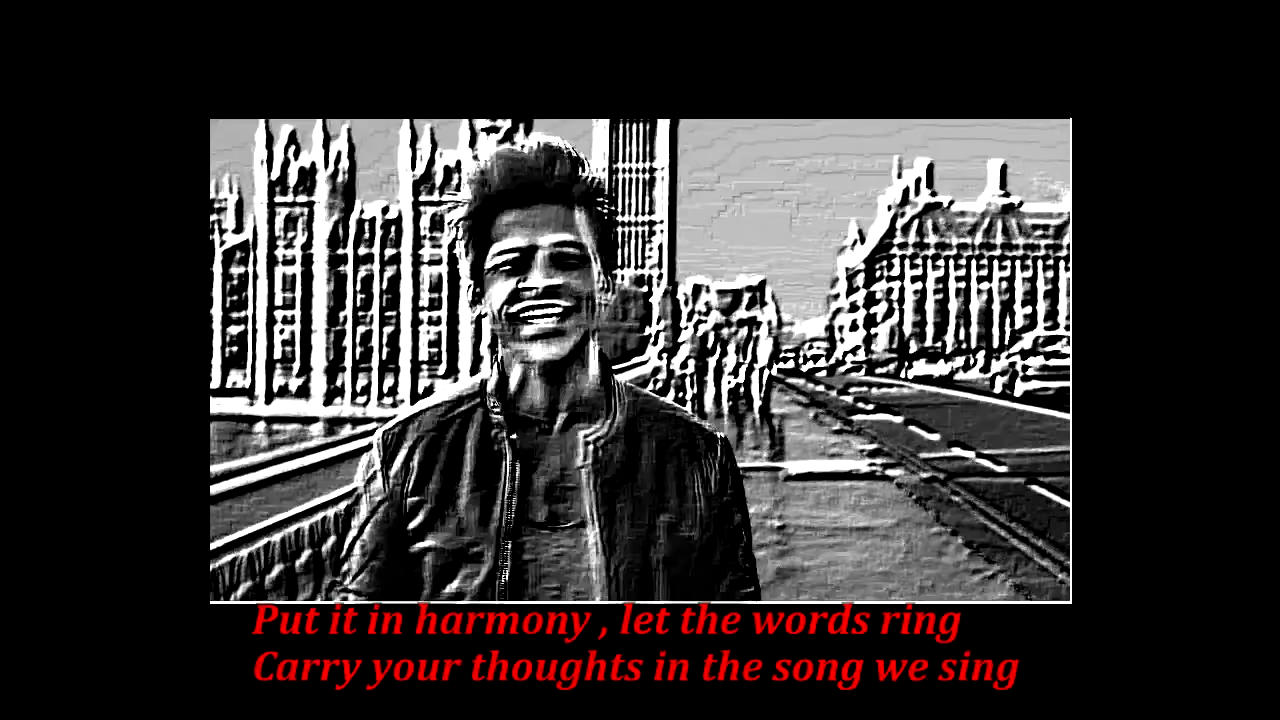 Put it in harmony , let the words ring
Carry your thoughts in the song we sing